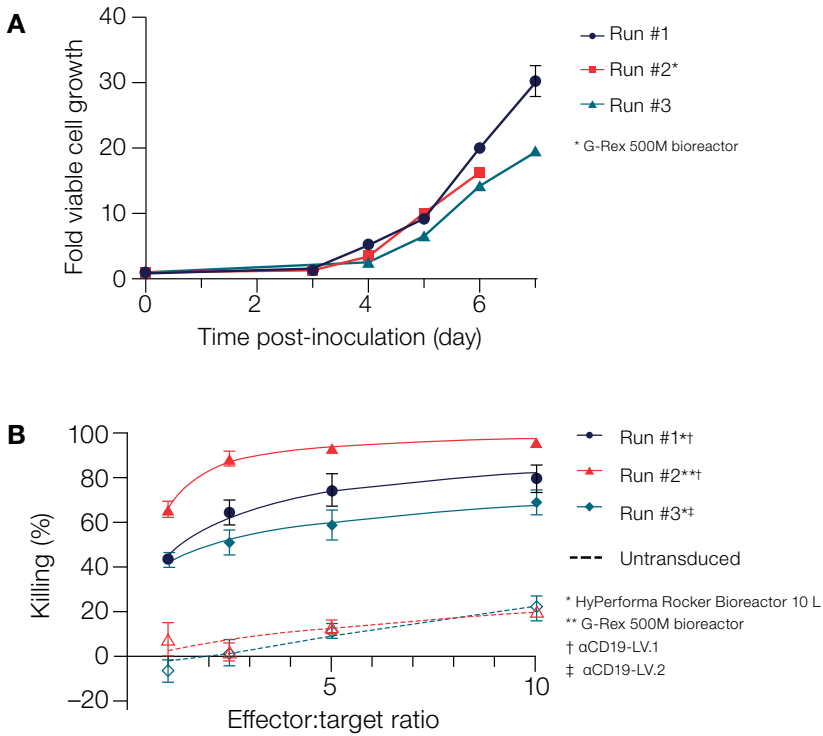 A
40
30
20
10
0
Fold viable cell growth
0
2
4
6
Time post-inoculation (day)
Run #1
Run #2*
Run #3
* G-Rex 500M bioreactor
B
100
80
60
40
20
0
–20
Killing (%)
5
10
Effector:target ratio
Run #1*†
Run #2**†
Run #3*‡
Untransduced
* HyPerforma Rocker Bioreactor 10 L
** G-Rex 500M bioreactor
† αCD19-LV.1
‡ αCD19-LV.2